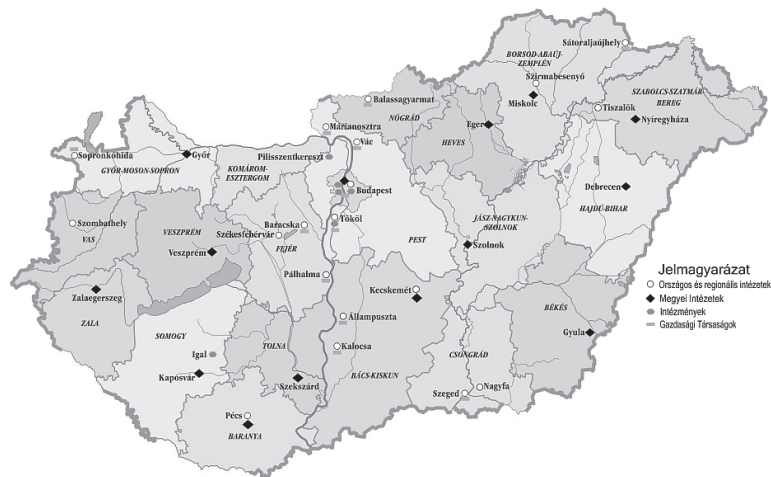 Sátoraljaújhely
BORSOD-ABAÚJ-
ZEMPLÉN
Szirmabesenyő
Miskolc
SZABOLCS-SZATMÁR
BEREG
Tiszalök
Nyíregyháza
Balassagyarmat
NÓGRÁD
Eger
HEVES
Márianosztra
Vác
Sopronkőhida
Győr
GYŐR-MOSON-SOPRON
Pilisszentkereszt
KOMÁROM-
ESZTERGOM
Budapest
Debrecen
HAJDÚ-BIHAR
Szombathely
VAS
VESZPRÉM
Veszprém
Baracska
Székesfehérvár
FEJÉR
Tököl
PEST
JÁSZ-NAGYKUN-
SZOLNOK
Szolnok
Zalaegerszeg
ZALA
Pálhalma
Kecskemét
Állampuszta
Kalocsa
BÁCS-KISKUN
BÉKÉS
Gyula
SOMOGY
Igal
Kaposvár
TOLNA
Szekszárd
CSONGRÁD
Szeged
Nagyfa
Pécs
BARANYA
Jelmagyarázat
Országos és regionális intézetek
Megyei Intézetek
Intézmények
Gazdasági Társaságok